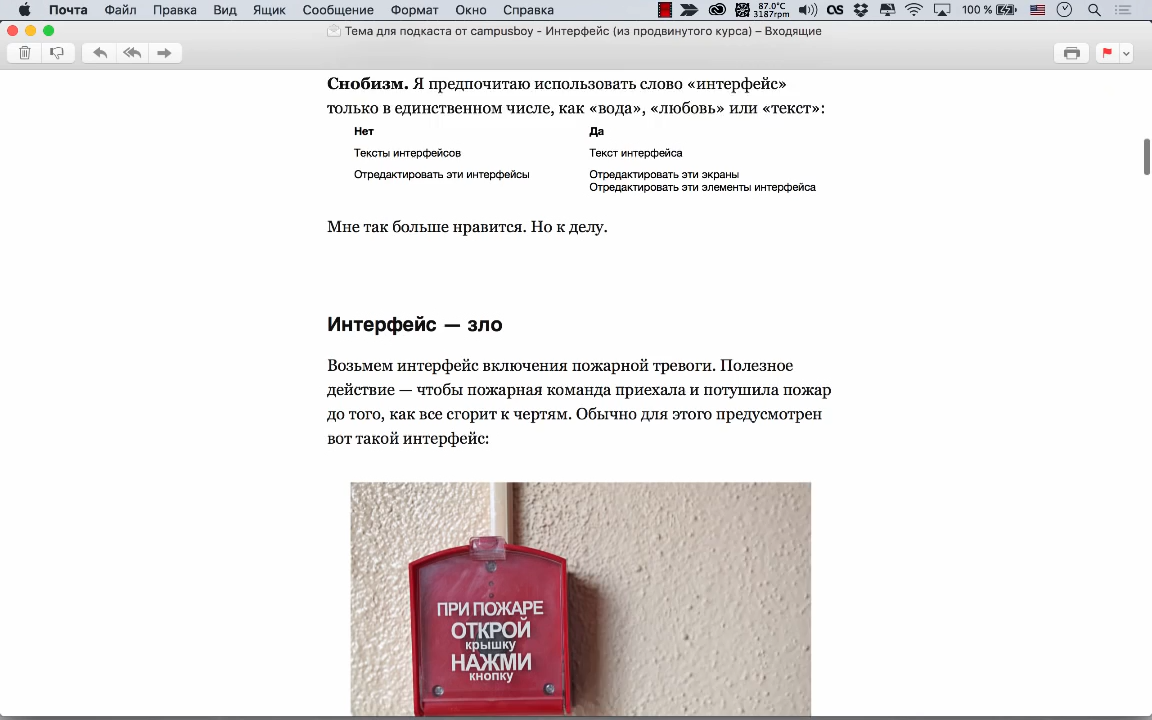 Почта Файл Правка Вид Ящик Сообщение Формат Окно Справка 87.0°C 3187rpm 100 %
Тема для подкаста от campusboy - Интерфейс (из продвинутого курса) – Входящие
Снобизм. Я предпочитаю использовать слово «интерфейс»
только в единственном числе, как «вода», «любовь» или «текст»:
Нет Да
Тексты интерфейсов Текст интерфейса
Отредактировать эти интерфейсы Отредактировать эти экраны
Отредактировать эти элементы интерфейса
Мне так больше нравится. Но к делу.
Интерфейс — зло
Возьмем интерфейс включения пожарной тревоги. Полезное
действие — чтобы пожарная команда приехала и потушила пожар
до того, как все сгорит к чертям. Обычно для этого предусмотрен
вот такой интерфейс:
ПРИ ПОЖАРЕ
ОТКРОЙ
крышку
НАЖМИ
кнопку